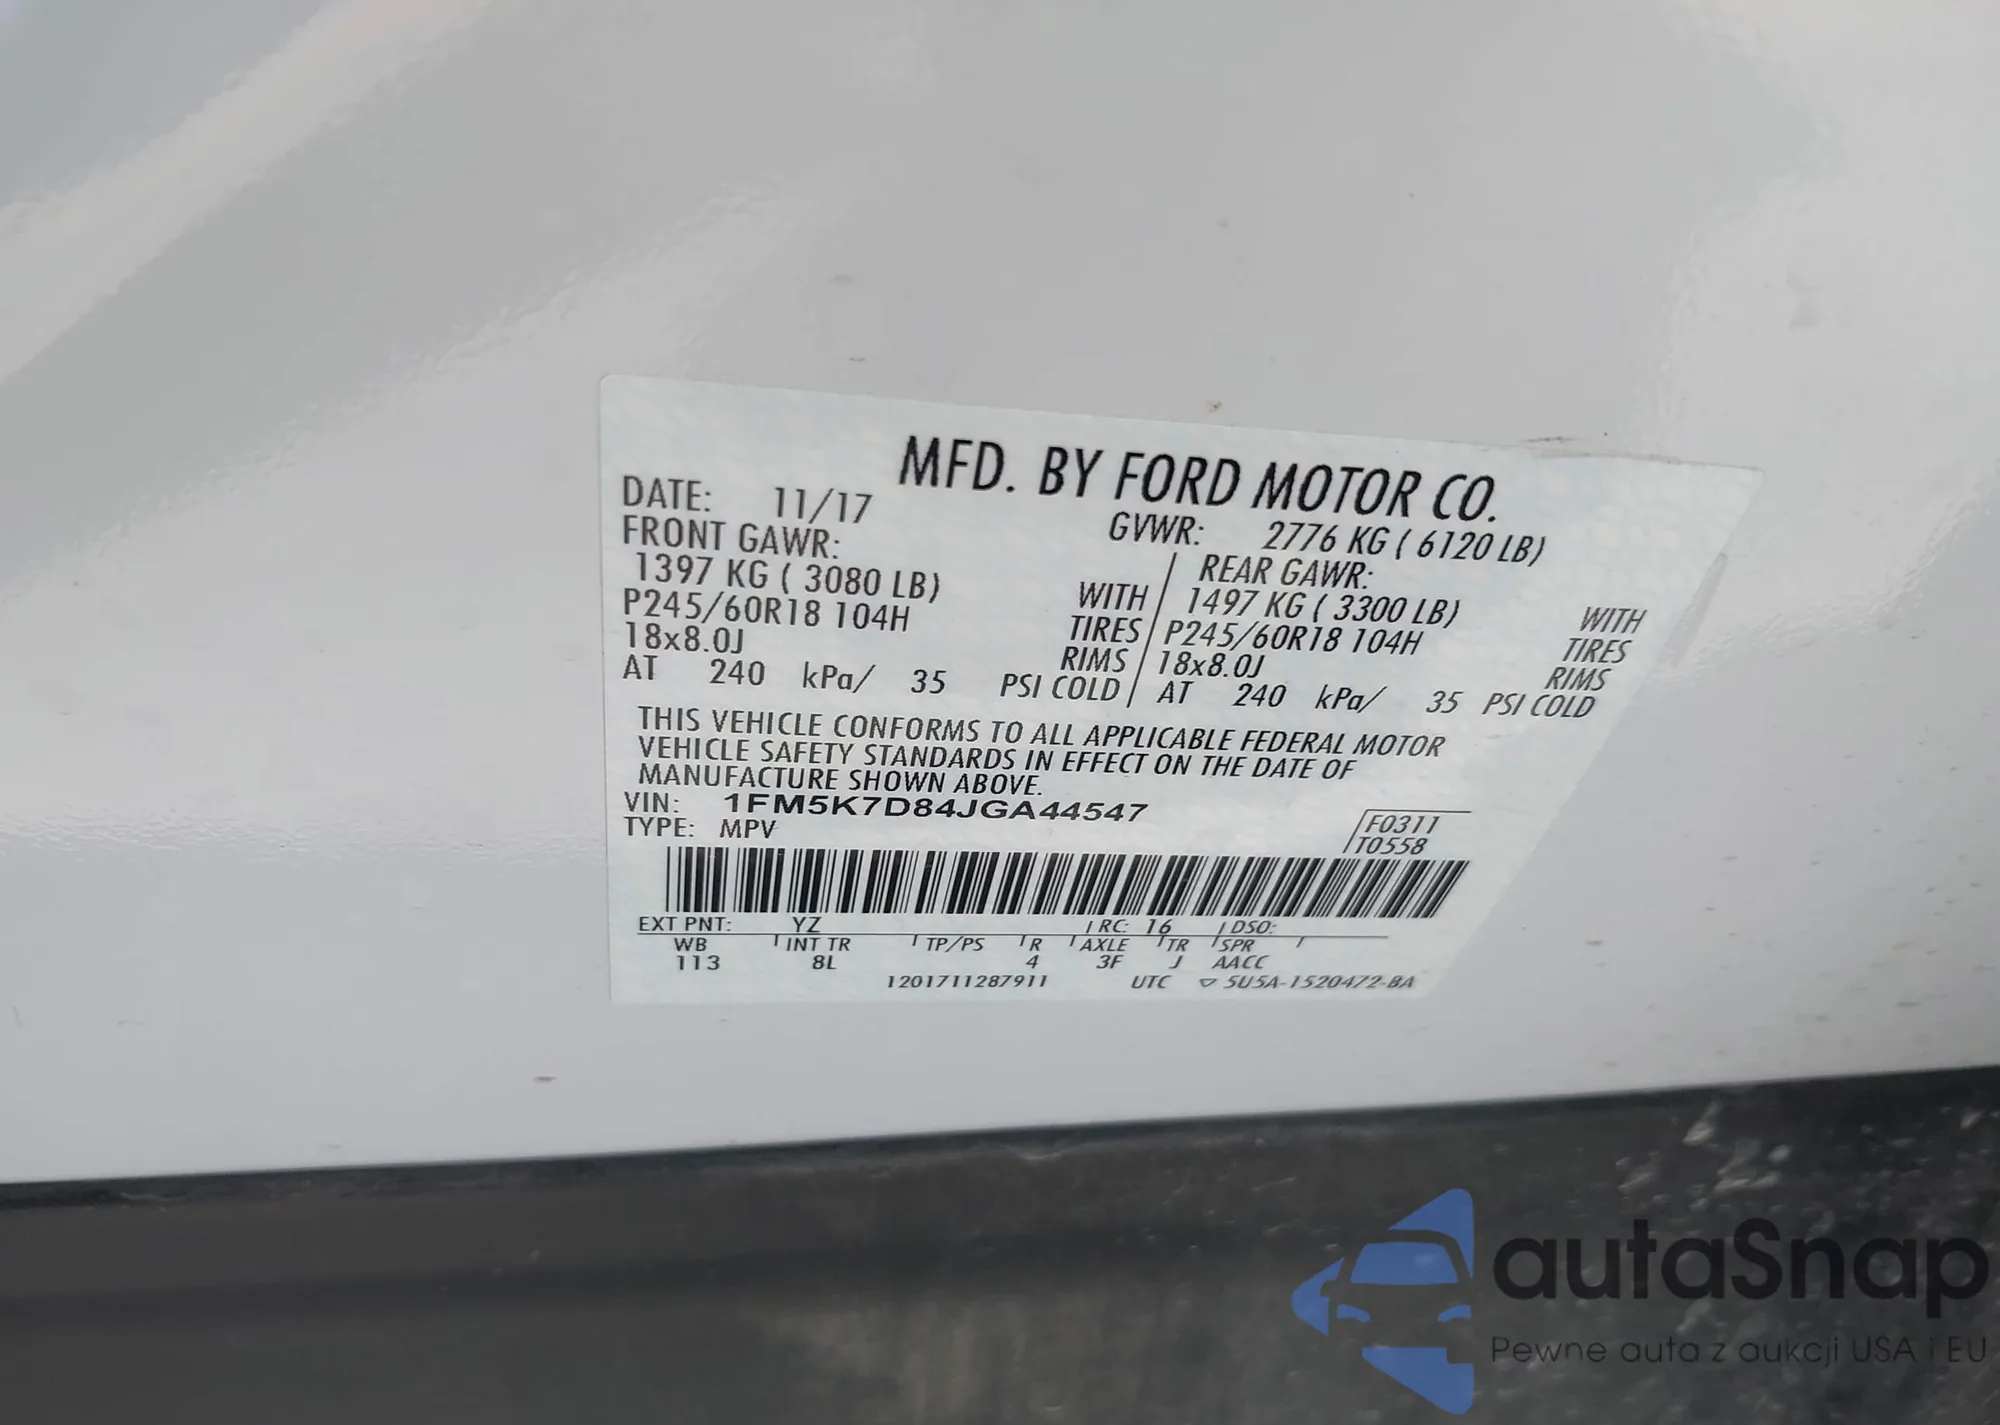 MFD. BY FORD MOTOR CO.
DATE: 11/17 GVWR: 2776 KG ( 6120 LB)
FRONT GAWR: REAR GAWR:
1397 KG ( 3080 LB) WITH 1497 KG ( 3300 LB) WITH
P245/60R18 104H TIRES P245/60R18 104H TIRES
18x8.0J RIMS 18x8.0J RIMS
AT 240 kPa/ 35 PSI COLD AT 240 kPa/ 35 PSI COLD
THIS VEHICLE CONFORMS TO ALL APPLICABLE FEDERAL MOTOR
VEHICLE SAFETY STANDARDS IN EFFECT ON THE DATE OF
MANUFACTURE SHOWN ABOVE.
VIN: 1FM5K7D84JGA44547
TYPE: MPV
F0311
T0558
EXT PNT: YZ RC: 16 DSO:
WB INT TR TP/PS R AXLE TR SPR
113 8L 4 3F J AACC
1201711287911 UTC ▽ 5U5A-1520472-BA
autaSnap
Pewne auta z aukcji USA i EU